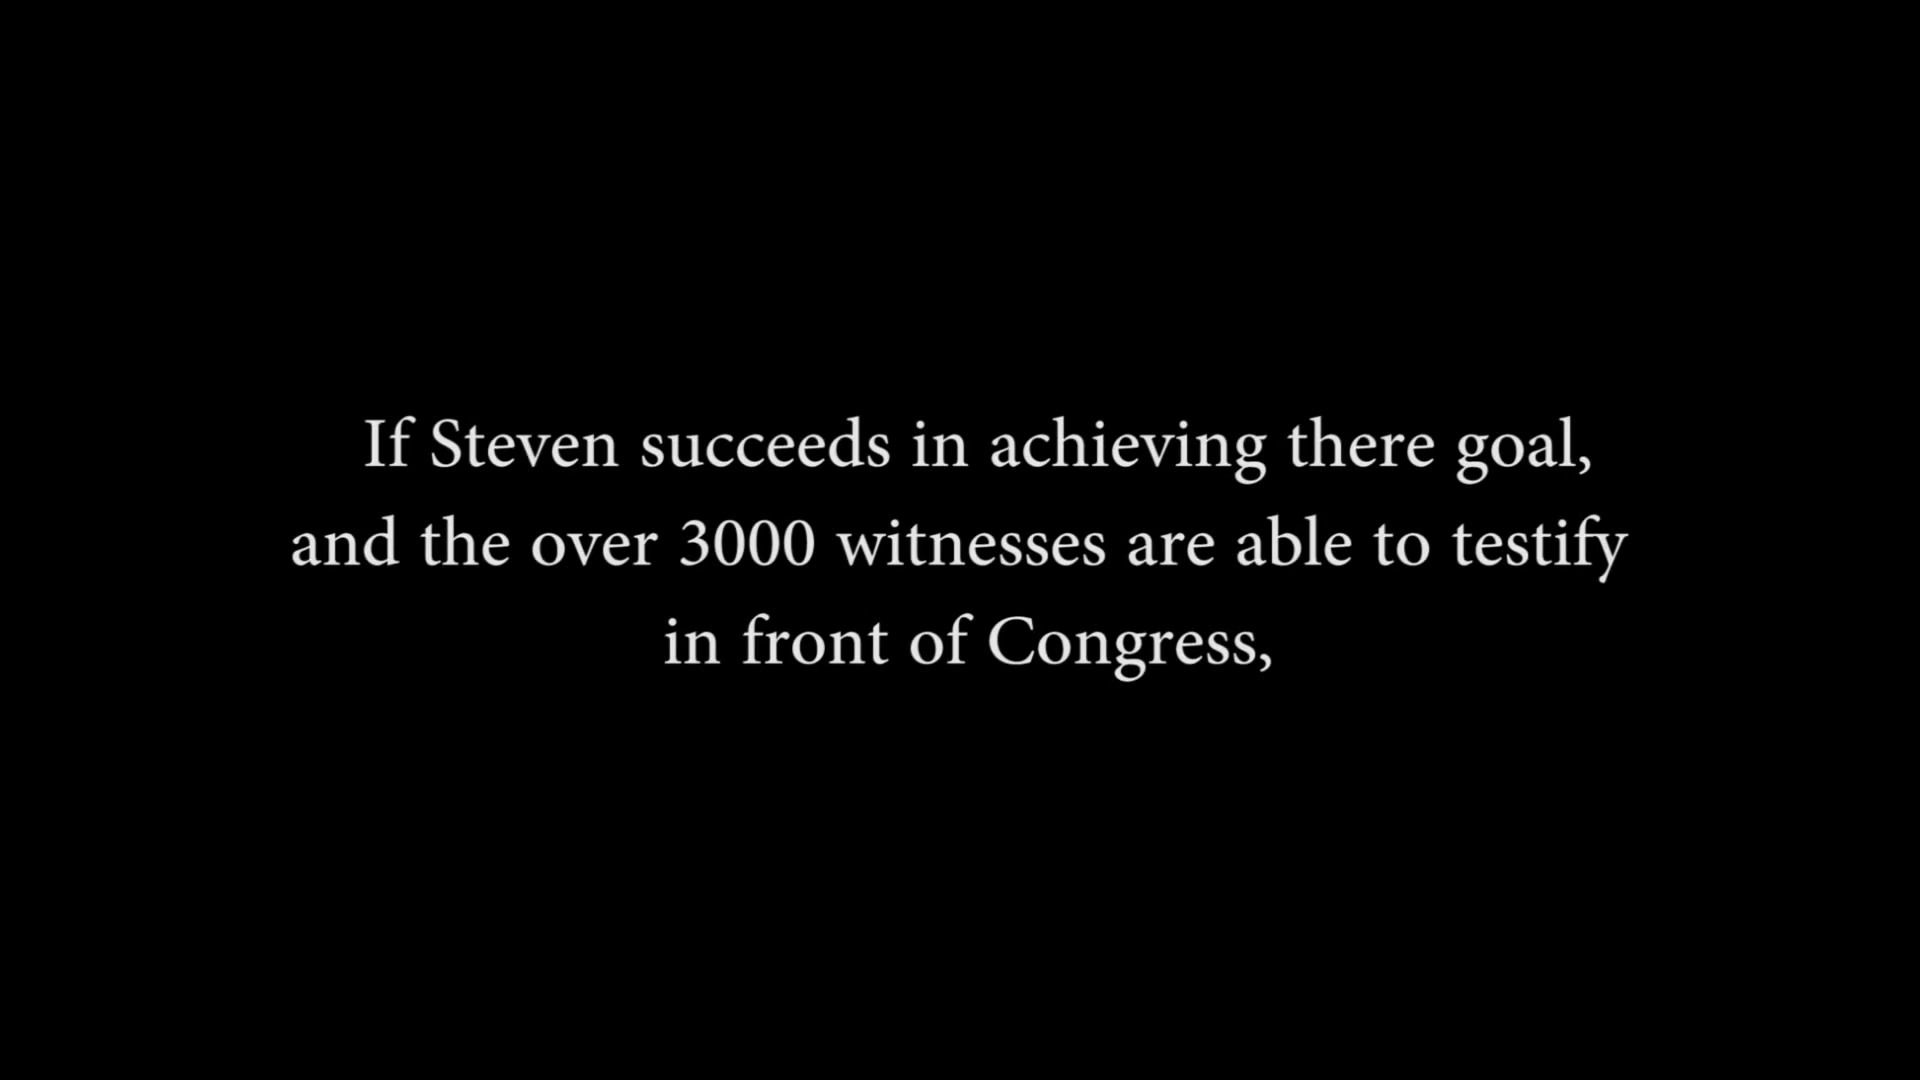 If Steven succeeds in achieving there goal,
and the over 3000 witnesses are able to testify
in front of Congress,